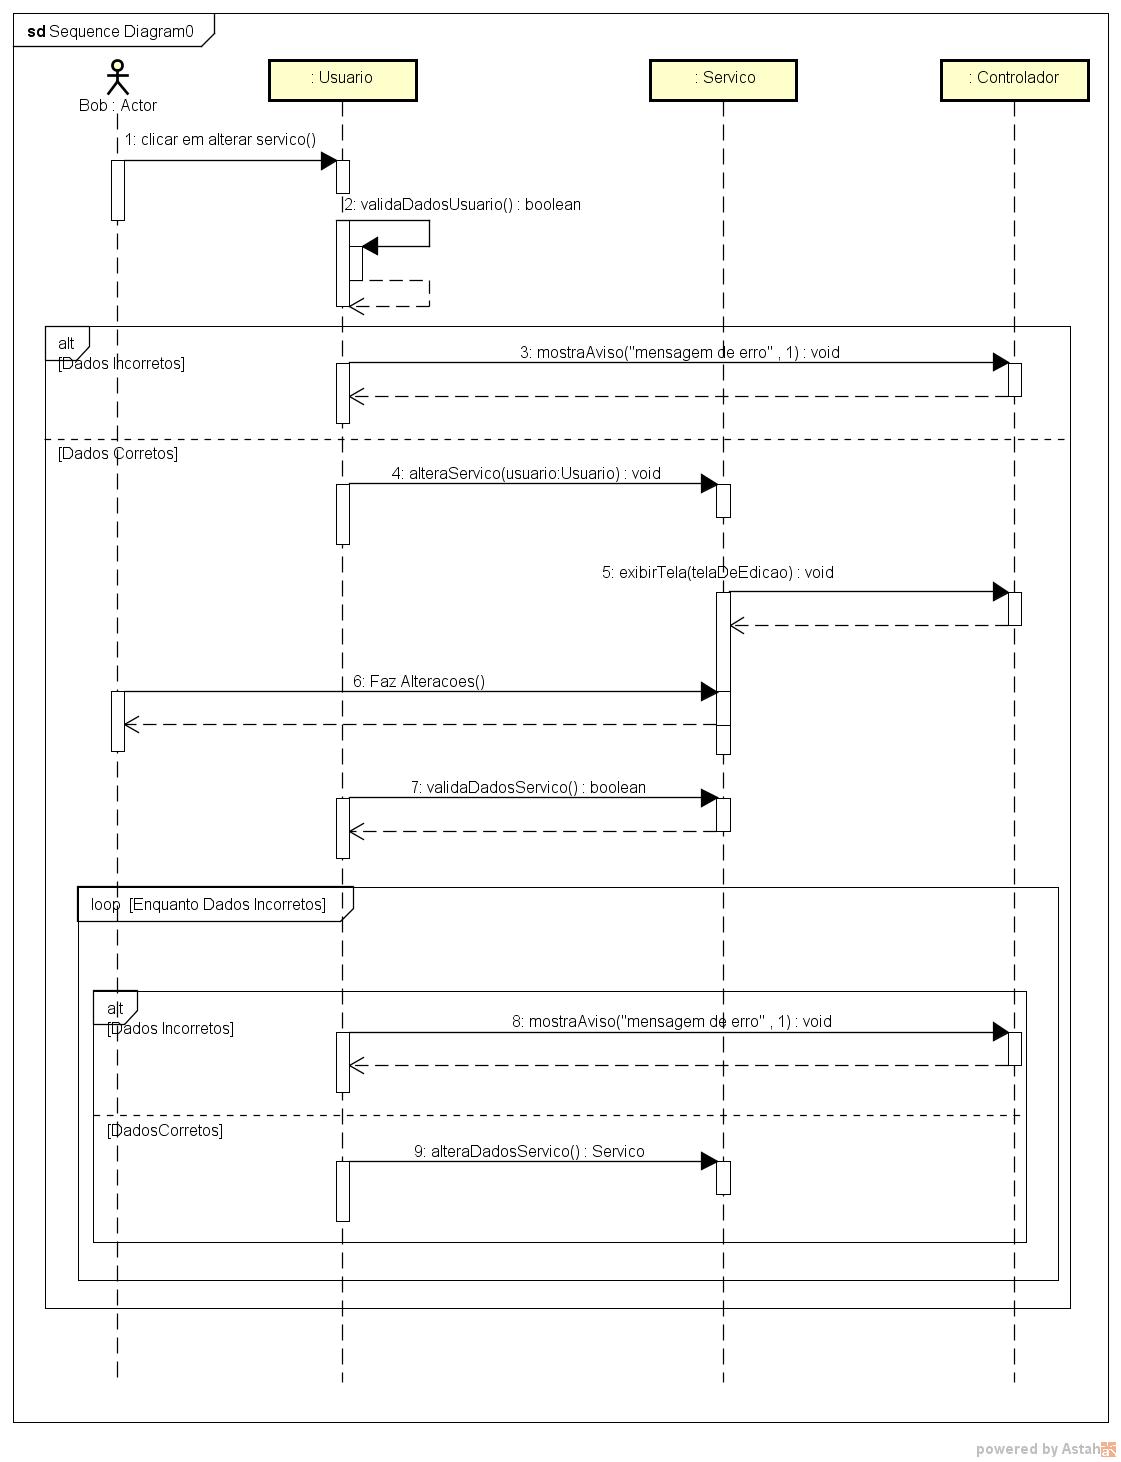 sd Sequence Diagram0
Bob : Actor
: Usuario
: Servico
: Controlador
1: clicar em alterar servico()
2: validaDadosUsuario() : boolean
alt
[Dados Incorretos]
3: mostraAviso("mensagem de erro" , 1) : void
[Dados Corretos]
4: alteraServico(usuario:Usuario) : void
5: exibirTela(telaDeEdicao) : void
6: Faz Alteracoes()
7: validaDadosServico() : boolean
loop [Enquanto Dados Incorretos]
alt
[Dados Incorretos]
8: mostraAviso("mensagem de erro" , 1) : void
[DadosCorretos]
9: alteraDadosServico() : Servico
powered by Astah